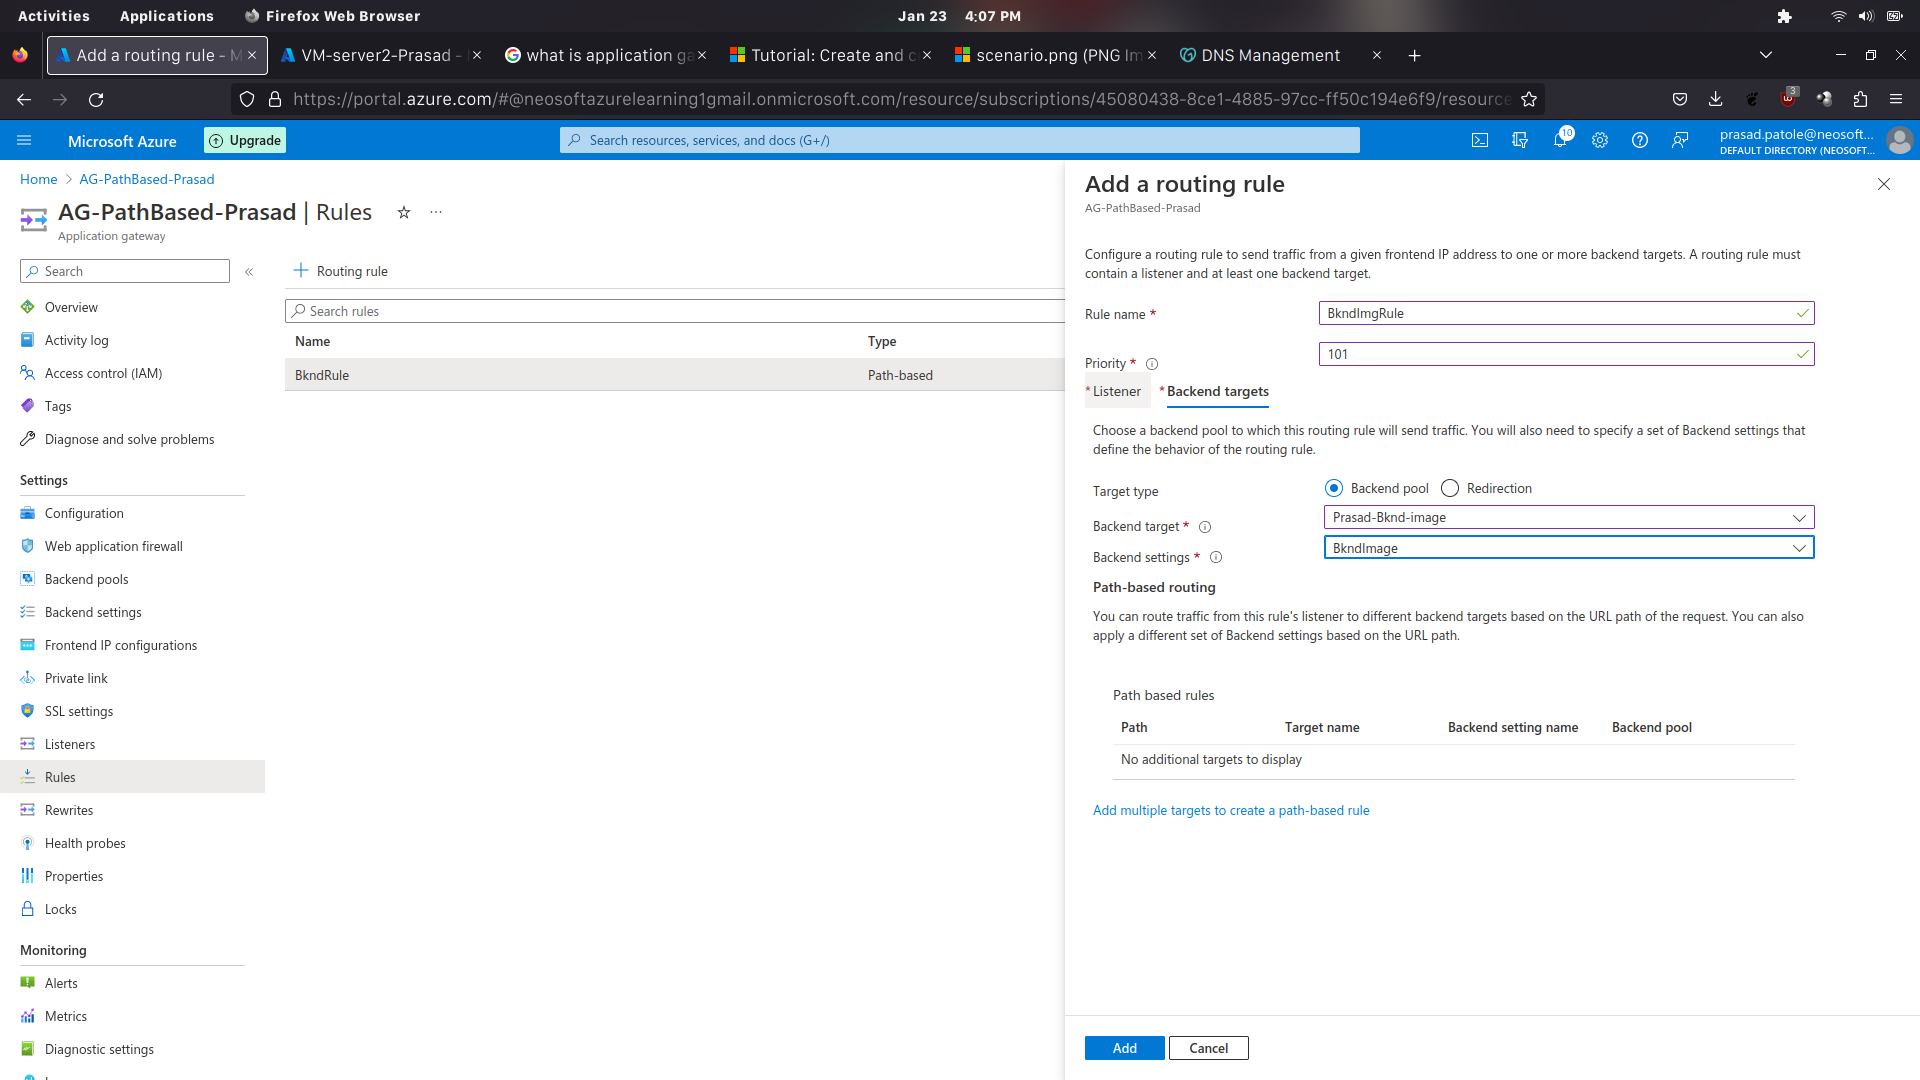 Activities
Applications
Firefox Web Browser
Jan 23 4:07 PM
Add a routing rule - M
VM-server2-Prasad -
what is application ga
Tutorial: Create and c
scenario.png (PNG Im
DNS Management
https://portal.azure.com/#@neosoftazurelearning1gmail.onmicrosoft.com/resource/subscriptions/45080438-8ce1-4885-97cc-ff50c194e6f9/resource
3
Microsoft Azure
Upgrade
Search resources, services, and docs (G+/)
10
prasad.patole@neosoft...
DEFAULT DIRECTORY (NEOSOFT...
Home > AG-PathBased-Prasad
AG-PathBased-Prasad | Rules
Application gateway
Search
Overview
Activity log
Access control (IAM)
Tags
Diagnose and solve problems
Settings
Configuration
Web application firewall
Backend pools
Backend settings
Frontend IP configurations
Private link
SSL settings
Listeners
Rules
Rewrites
Health probes
Properties
Locks
Monitoring
Alerts
Metrics
Diagnostic settings
Routing rule
Search rules
Name Type
BkndRule Path-based
Add a routing rule
AG-PathBased-Prasad
Configure a routing rule to send traffic from a given frontend IP address to one or more backend targets. A routing rule must
contain a listener and at least one backend target.
Rule name * BkndImgRule
Priority * 101
* Listener * Backend targets
Choose a backend pool to which this routing rule will send traffic. You will also need to specify a set of Backend settings that
define the behavior of the routing rule.
Target type Backend pool Redirection
Backend target * Prasad-Bknd-image
Backend settings * BkndImage
Path-based routing
You can route traffic from this rule's listener to different backend targets based on the URL path of the request. You can also
apply a different set of Backend settings based on the URL path.
Path based rules
Path Target name Backend setting name Backend pool
No additional targets to display
Add multiple targets to create a path-based rule
Add Cancel